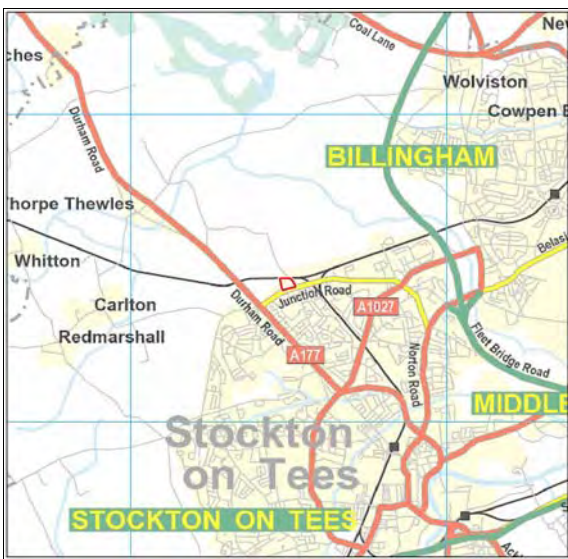 Coal Lane
Wolviston
BILLINGHAM
Durham Road
Thorpe Thewles
Whitton
Carlton
Redmarshall
Junction Road
A1027
Durham Road
A177
Norton Road
Fleet Bridge Road
MIDDLE
Stockton
on Tees
STOCKTON ON TEES